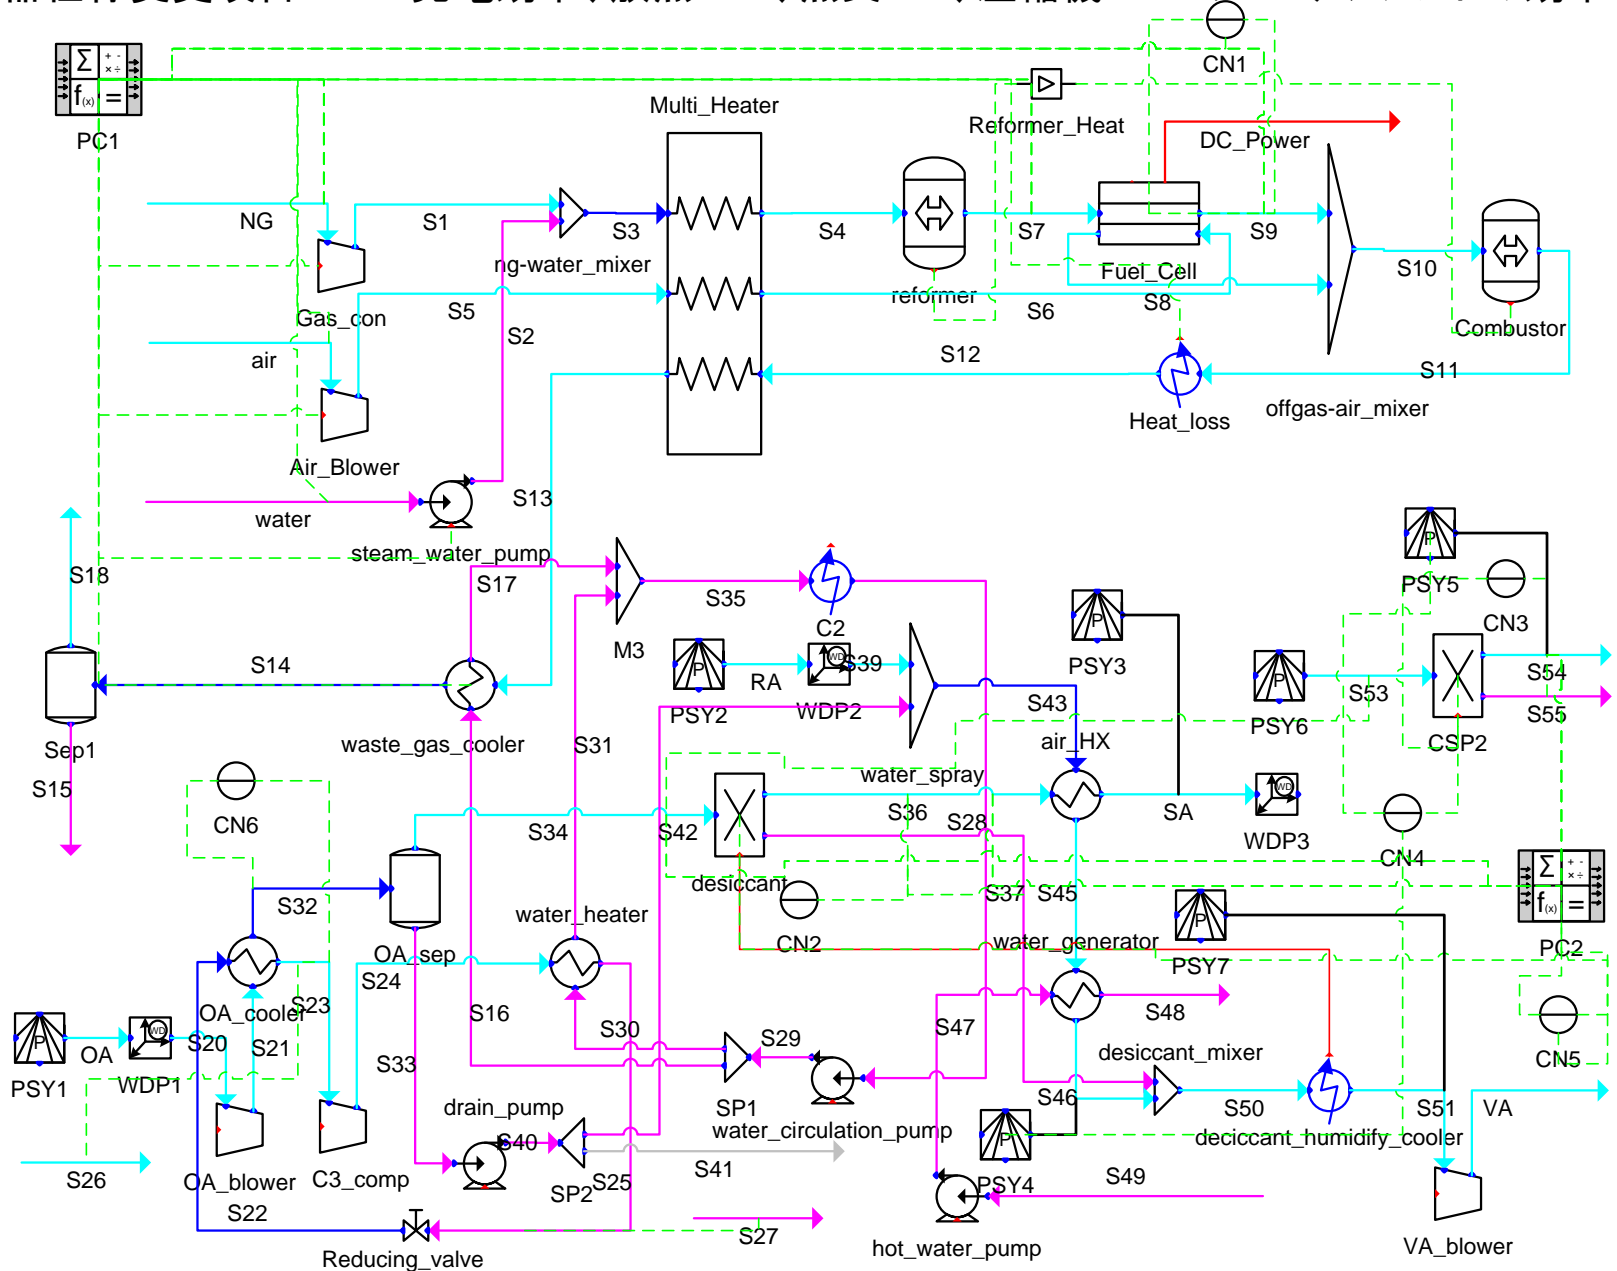 CN1
Multi_Heater
Reformer_Heat
PC1
DC_Power
NG
S1
S3
S4
S7
S9
ng-water_mixer
Fuel_Cell
S10
reformer
S8
S5
S6
Gas_con
S2
Combustor
air
S12
S11
offgas-air_mixer
Heat_loss
Air_Blower
S13
water
steam_water_pump
S18
S17
PSY5
S35
C2
CN3
M3
PSY3
S14
RA
S39
S54
S53
PSY2
WDP2
S43
PSY6
S55
Sep1
waste_gas_cooler
S31
air_HX
CSP2
S15
water_spray
CN6
S34
S42
S36
S28
SA
WDP3
CN4
desiccant
S32
water_heater
S37
S45
CN2
water_generator
OA_sep
PSY7
PC2
S24
S23
OA_cooler
S16
S30
S47
S48
OA
S20
S21
S29
PSY1
WDP1
S33
desiccant_mixer
CN5
drain_pump
SP1
S46
S50
S51
VA
water_circulation_pump
deciccant_humidify_cooler
S40
S41
S26
OA_blower
C3_comp
SP2
S25
PSY4
S49
S22
S27
Reducing_valve
hot_water_pump
VA_blower